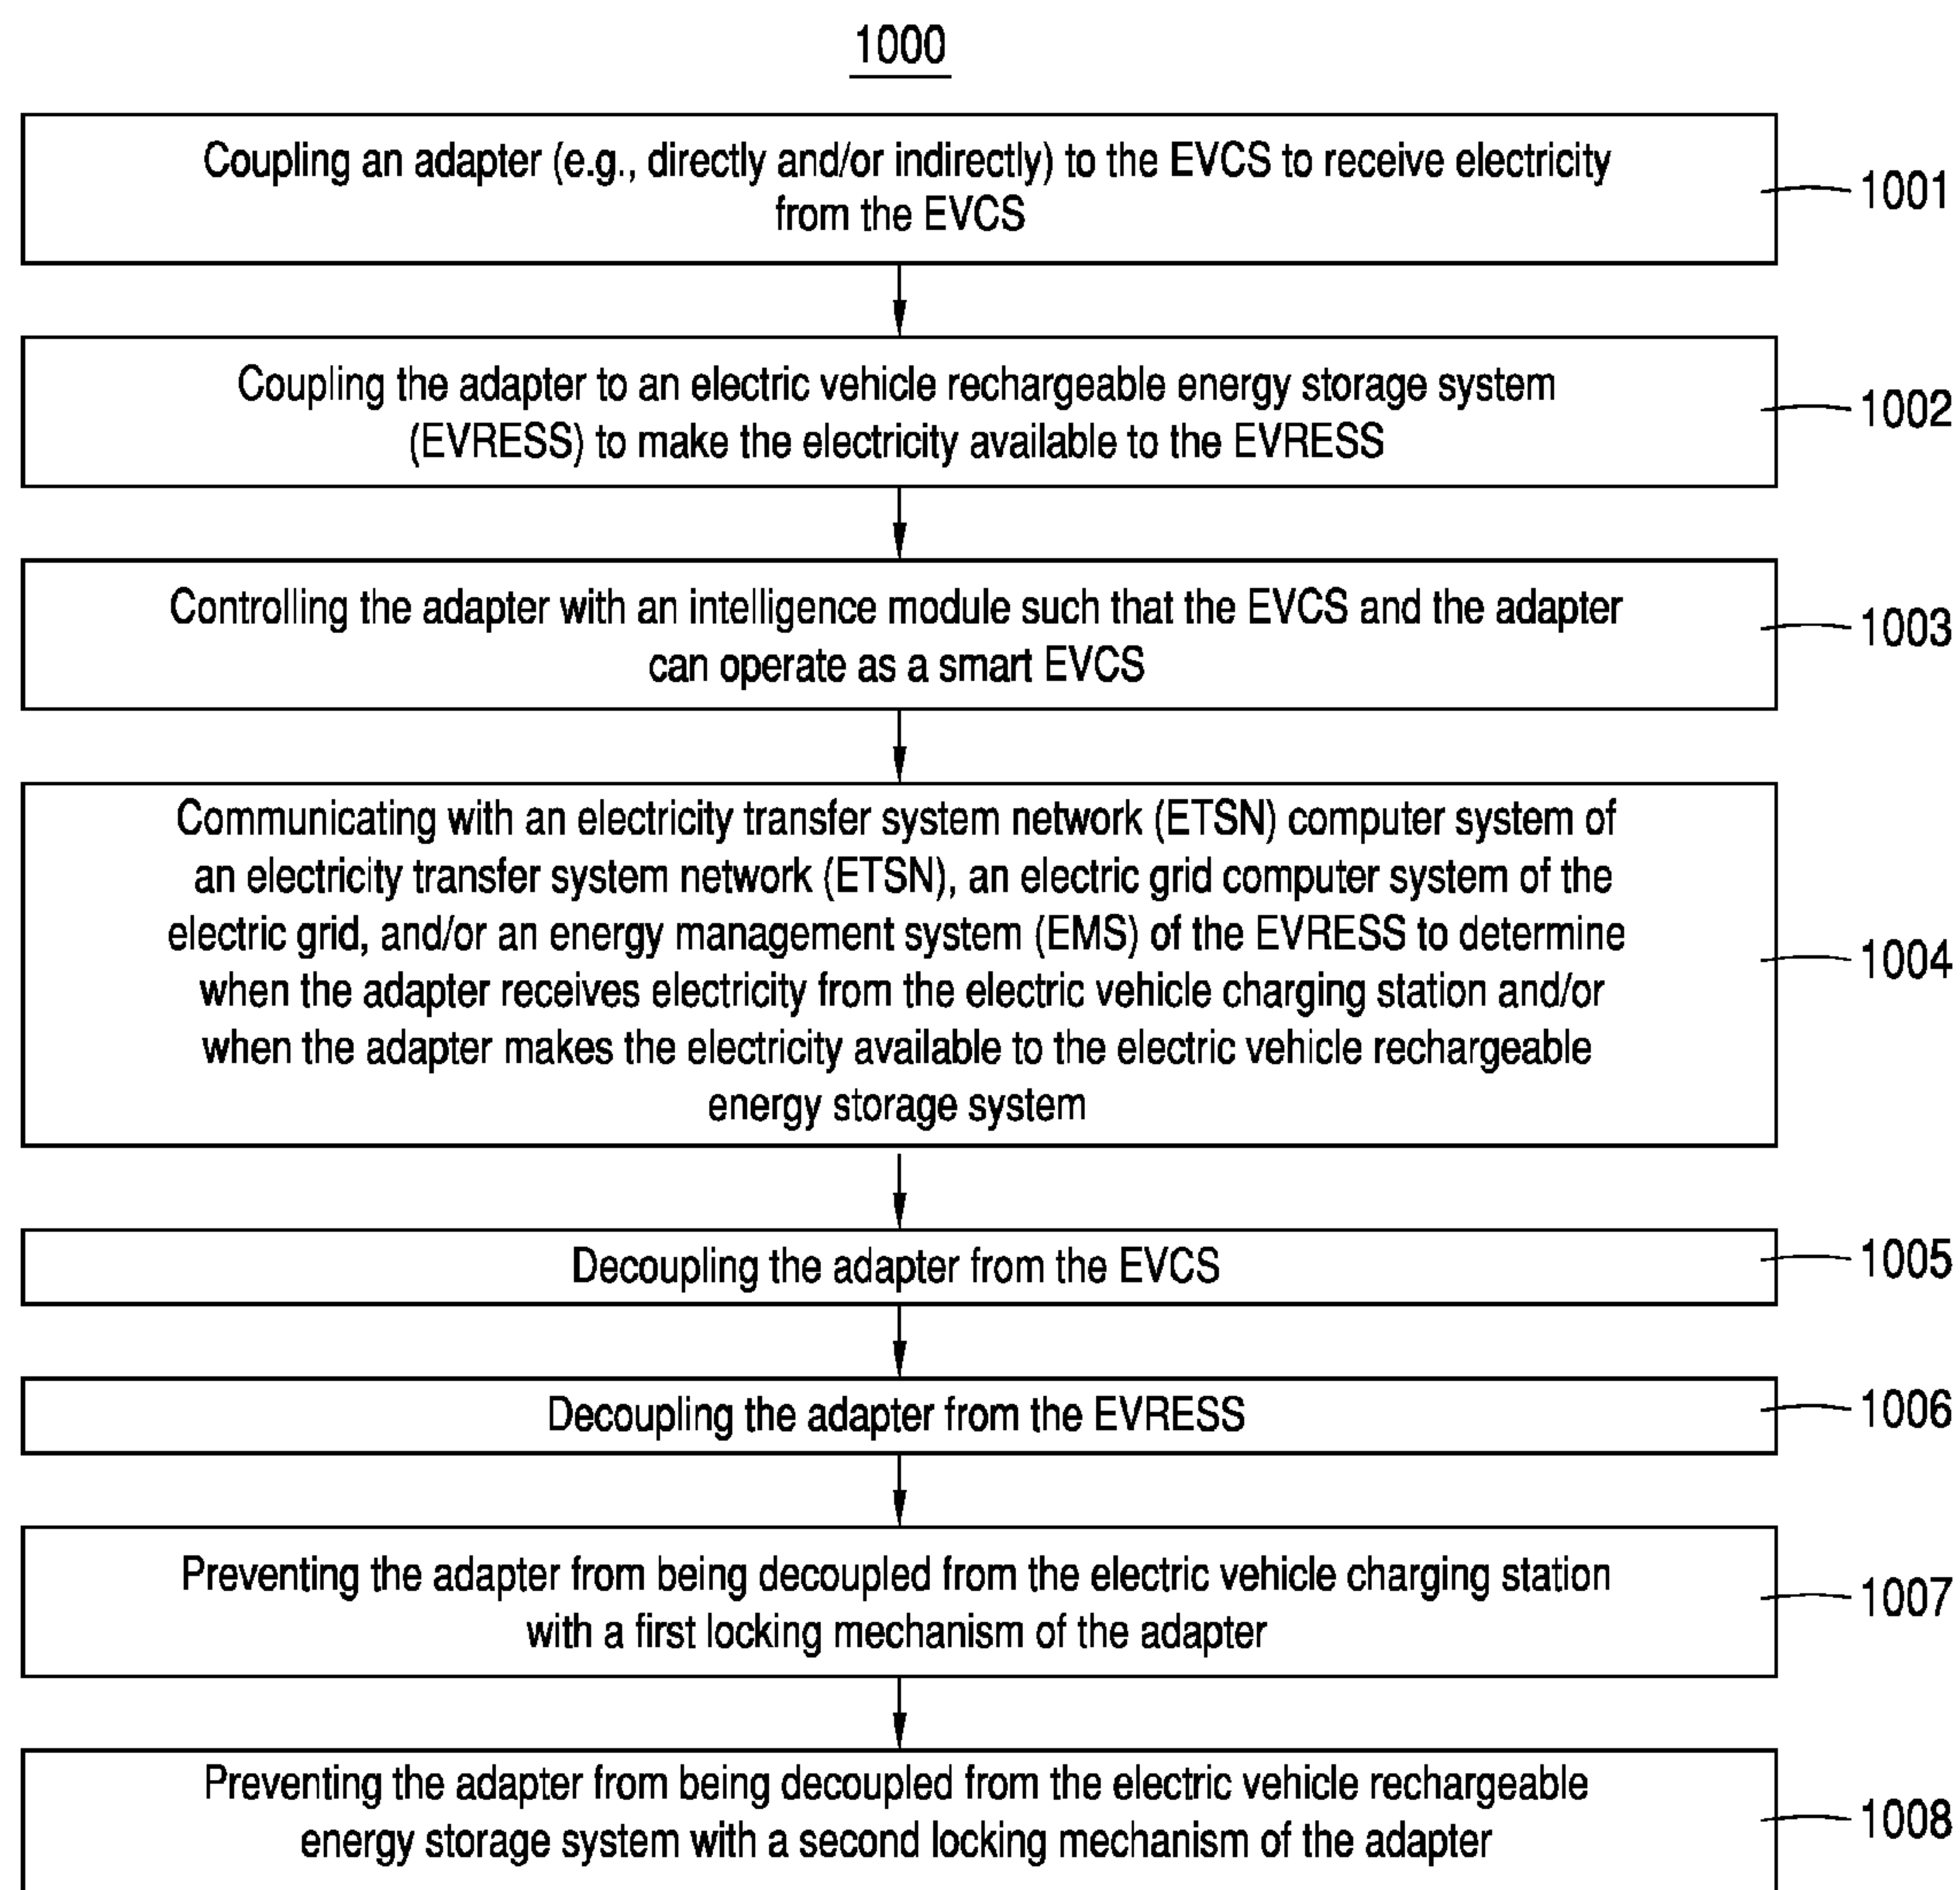 1000
Coupling an adapter (e.g., directly and/or indirectly) to the EVCS to receive electricity
from the EVCS
1001
Coupling the adapter to an electric vehicle rechargeable energy storage system
(EVRESS) to make the electricity available to the EVRESS
1002
Controlling the adapter with an intelligence module such that the EVCS and the adapter
can operate as a smart EVCS
1003
Communicating with an electricity transfer system network (ETSN) computer system of
an electricity transfer system network (ETSN), an electric grid computer system of the
electric grid, and/or an energy management system (EMS) of the EVRESS to determine
when the adapter receives electricity from the electric vehicle charging station and/or
when the adapter makes the electricity available to the electric vehicle rechargeable
energy storage system
1004
Decoupling the adapter from the EVCS
1005
Decoupling the adapter from the EVRESS
1006
Preventing the adapter from being decoupled from the electric vehicle charging station
with a first locking mechanism of the adapter
1007
Preventing the adapter from being decoupled from the electric vehicle rechargeable
energy storage system with a second locking mechanism of the adapter
1008